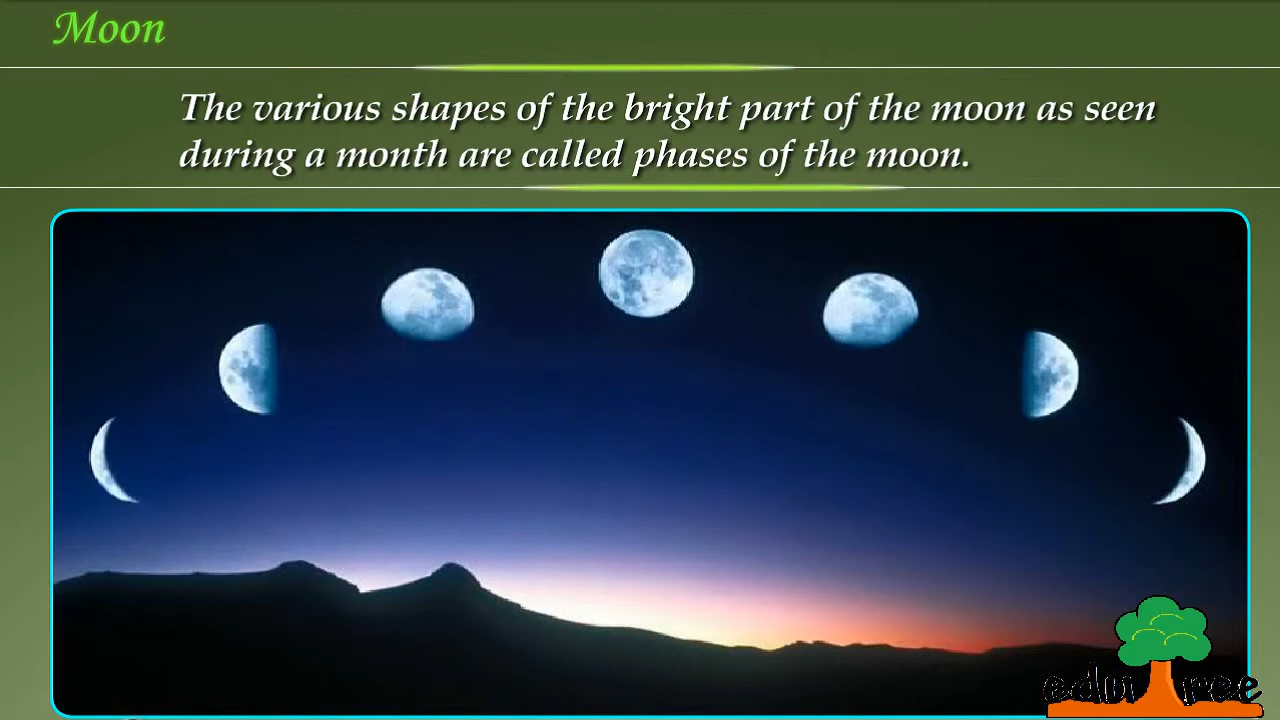 Moon
The various shapes of the bright part of the moon as seen
during a month are called phases of the moon.